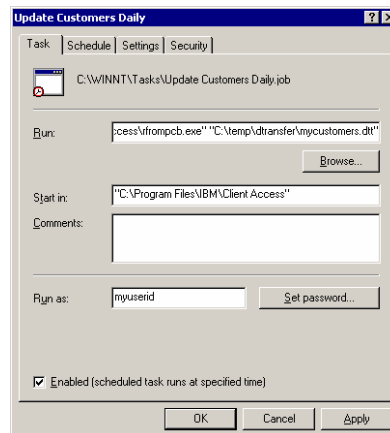 Update Customers Daily
Task Schedule Settings Security
C:\WINNT\Tasks\Update Customers Daily.job
Run: ccess\rfrompcb.exe" "C:\temp\dtransfer\mycustomers.dtt"
Browse...
Start in: "C:\Program Files\IBM\Client Access"
Comments:
Run as: myuserid Set password...
Enabled (scheduled task runs at specified time)
OK Cancel Apply